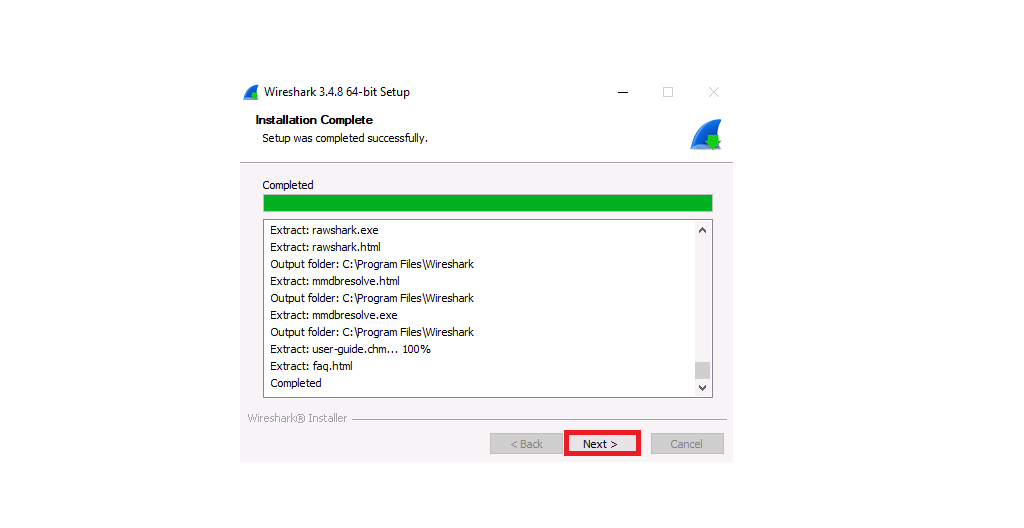 Wireshark 3.4.8 64-bit Setup
Installation Complete
Setup was completed successfully.
Completed
Extract: rawshark.exe
Extract: rawshark.html
Output folder: C:\Program Files\Wireshark
Extract: mmdbresolve.html
Output folder: C:\Program Files\Wireshark
Extract: mmdbresolve.exe
Output folder: C:\Program Files\Wireshark
Extract: user-guide.chm... 100%
Extract: faq.html
Completed
Wireshark® Installer
< Back
Next >
Cancel